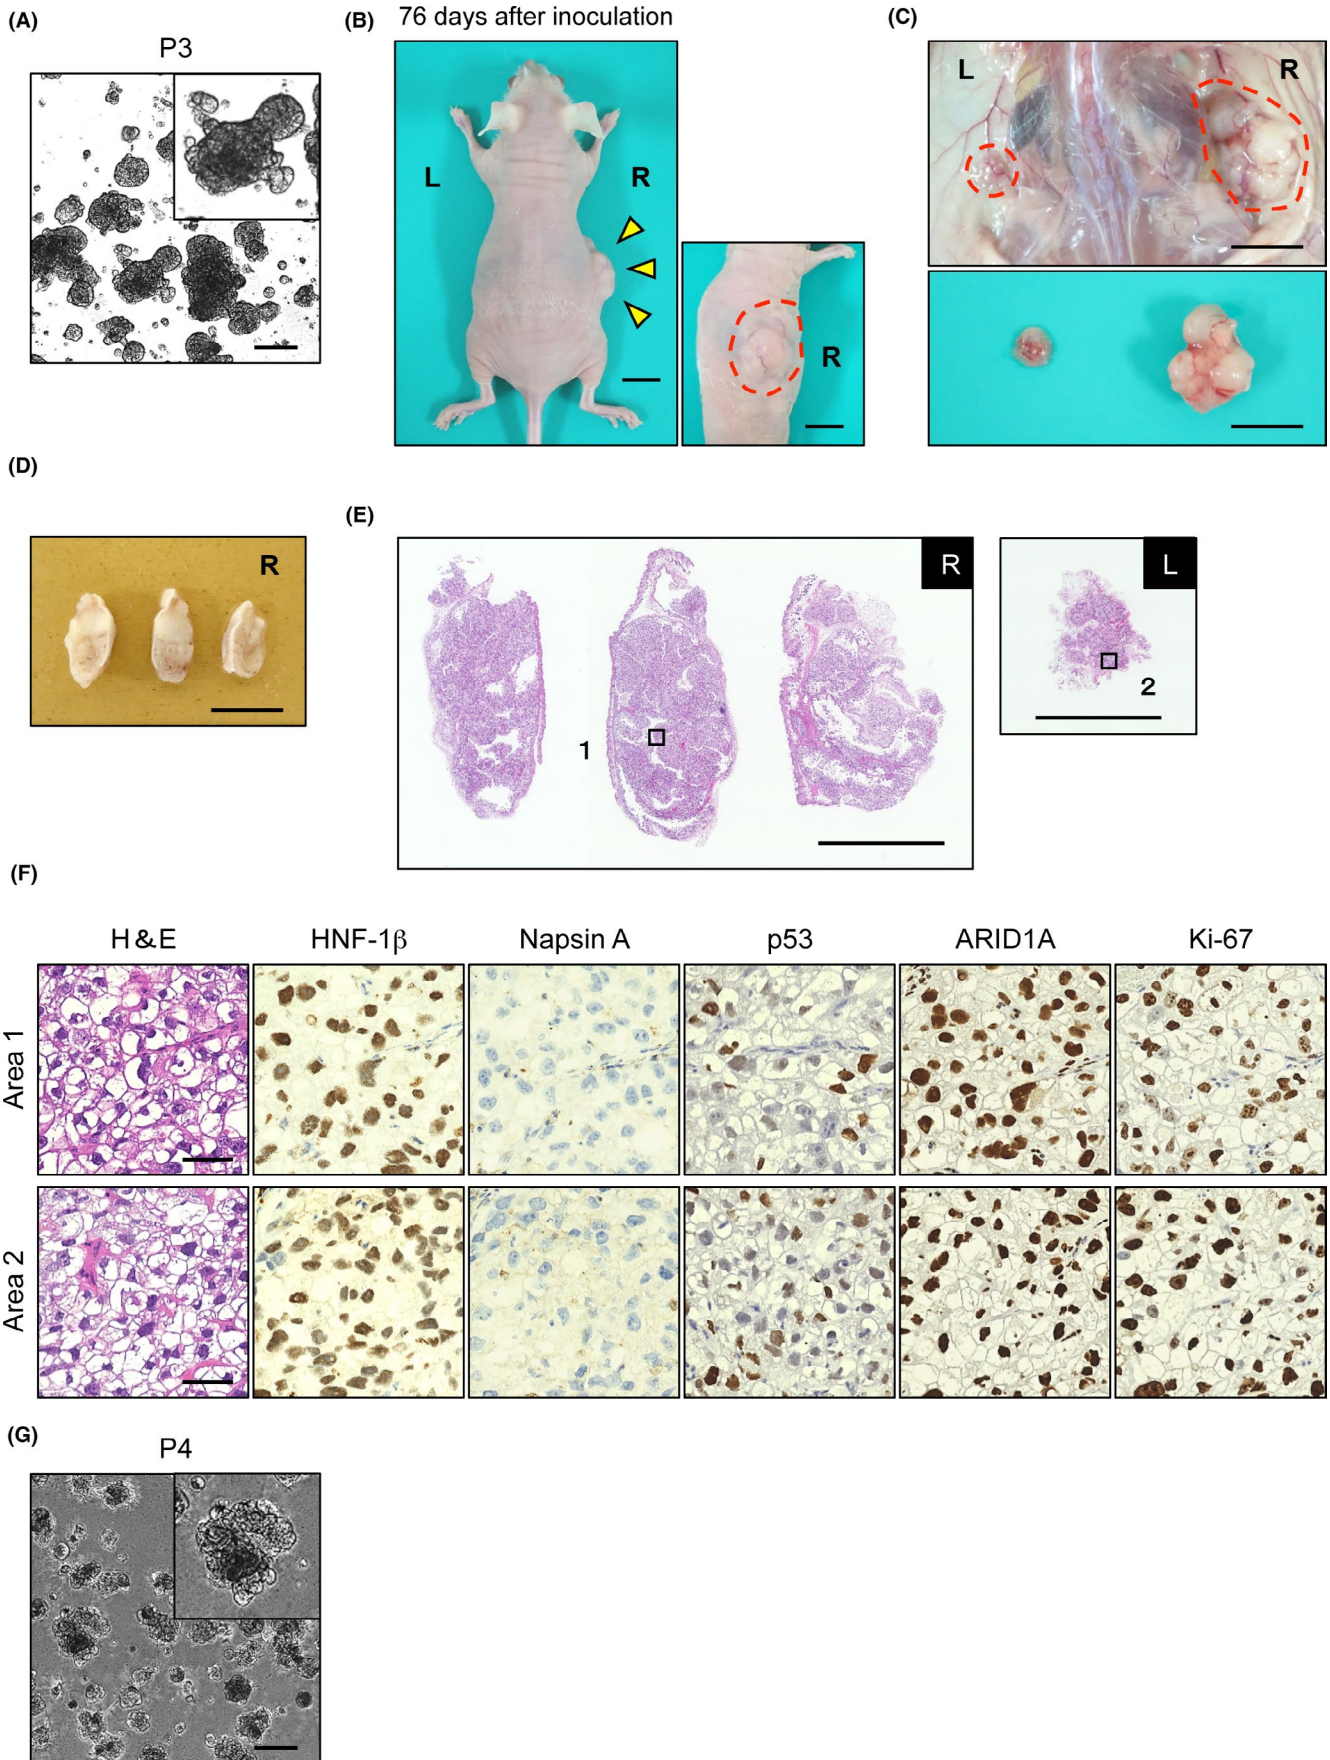 (A)
P3
(B)
76 days after inoculation
L
R
R
(C)
L
R
(D)
R
(E)
R
1
L
2
(F)
H&E
HNF-1β
Napsin A
p53
ARID1A
Ki-67
Area 1
Area 2
(G)
P4